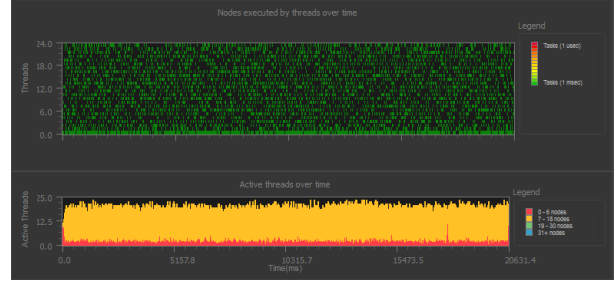 Nodes executed by threads over time
Legend
24.0
18.0
12.0
6.0
0.0
Threads
Tasks (1 usec)
Tasks (1 msec)
Active threads over time
Legend
25.0
12.5
0.0
Active Threads
0 - 6 nodes
7 - 18 nodes
19 - 30 nodes
31+ nodes
0.0 5157.8 10315.7 15473.5 20631.4
Time(ms)